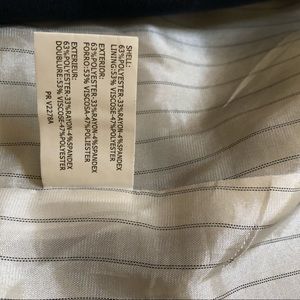 SHELL:
63%POLYESTER-33%RAYON-4%SPANDEX
LINING:53% VISCOSE-47%POLYESTER
EXTERIOR:
63%POLYESTER-33%RAYON-4%SPANDEX
FORRO:53% VISCOSA-47%POLYESTER
EXTERIEUR:
63%POLYESTER-33%RAYON-4%SPANDEX
DOUBLURE:53% VISCOSE-47%POLYESTER
PR V2278A